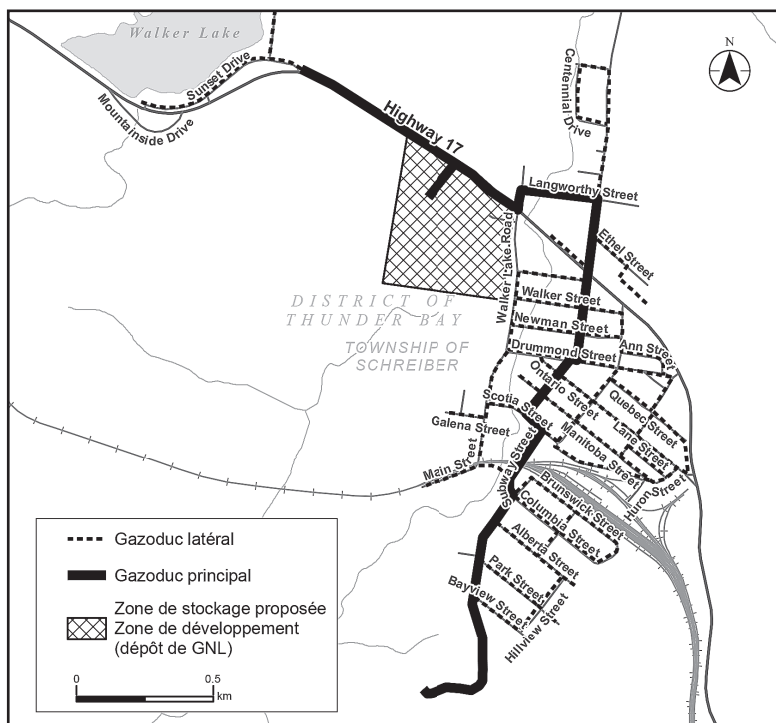 Walker Lake
N
Sunset Drive
Mountainside Drive
Centennial Drive
Highway 17
Langworthy Street
Ethel Street
Walker Lake Road
DISTRICT OF
THUNDER BAY
TOWNSHIP OF
SCHREIBER
Walker Street
Newman Street
Drummond Street
Ann Street
Ontario Street
Quebec Street
Scotia Street
Galena Street
Lane Street
Manitoba Street
Main Street
Subway Street
Huron Street
Brunswick Street
Columbia Street
Alberta Street
Park Street
Bayview Street
Hillview Street
Gazoduc latéral
Gazoduc principal
Zone de stockage proposée
Zone de développement
(dépôt de GNL)
0 0.5
km